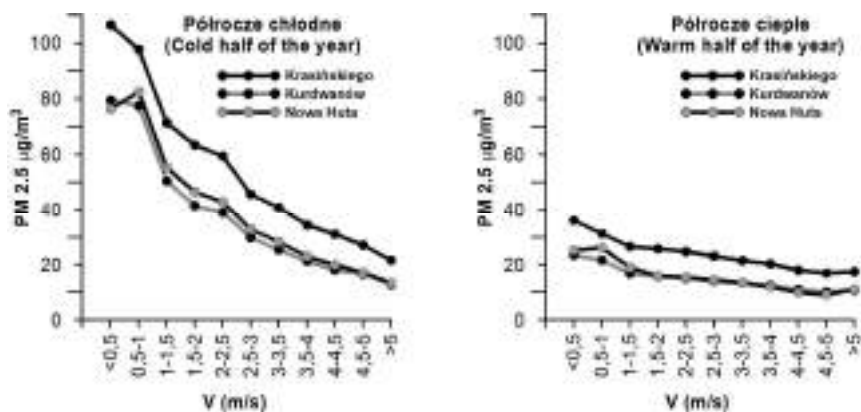 Półrocze chłodne
(Cold half of the year)
Krasińskiego
Kurdwanów
Nowa Huta
PM 2.5 µg/m³
100
80
60
40
20
0
<0,5
0,5-1
1-1,5
1,5-2
2-2,5
2,5-3
3-3,5
3,5-4
4-4,5
4,5-5
>5
V (m/s)
Półrocze ciepłe
(Warm half of the year)
Krasińskiego
Kurdwanów
Nowa Huta
PM 2.5 µg/m³
100
80
60
40
20
0
<0,5
0,5-1
1-1,5
1,5-2
2-2,5
2,5-3
3-3,5
3,5-4
4-4,5
4,5-5
>5
V (m/s)